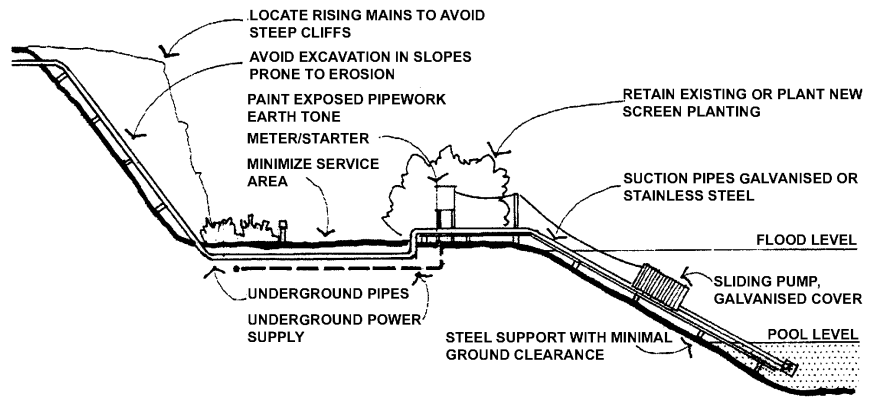 LOCATE RISING MAINS TO AVOID
STEEP CLIFFS
AVOID EXCAVATION IN SLOPES
PRONE TO EROSION
PAINT EXPOSED PIPEWORK
EARTH TONE
METER/STARTER
MINIMIZE SERVICE
AREA
RETAIN EXISTING OR PLANT NEW
SCREEN PLANTING
SUCTION PIPES GALVANISED OR
STAINLESS STEEL
FLOOD LEVEL
SLIDING PUMP,
GALVANISED COVER
UNDERGROUND PIPES
UNDERGROUND POWER
SUPPLY
STEEL SUPPORT WITH MINIMAL
GROUND CLEARANCE
POOL LEVEL